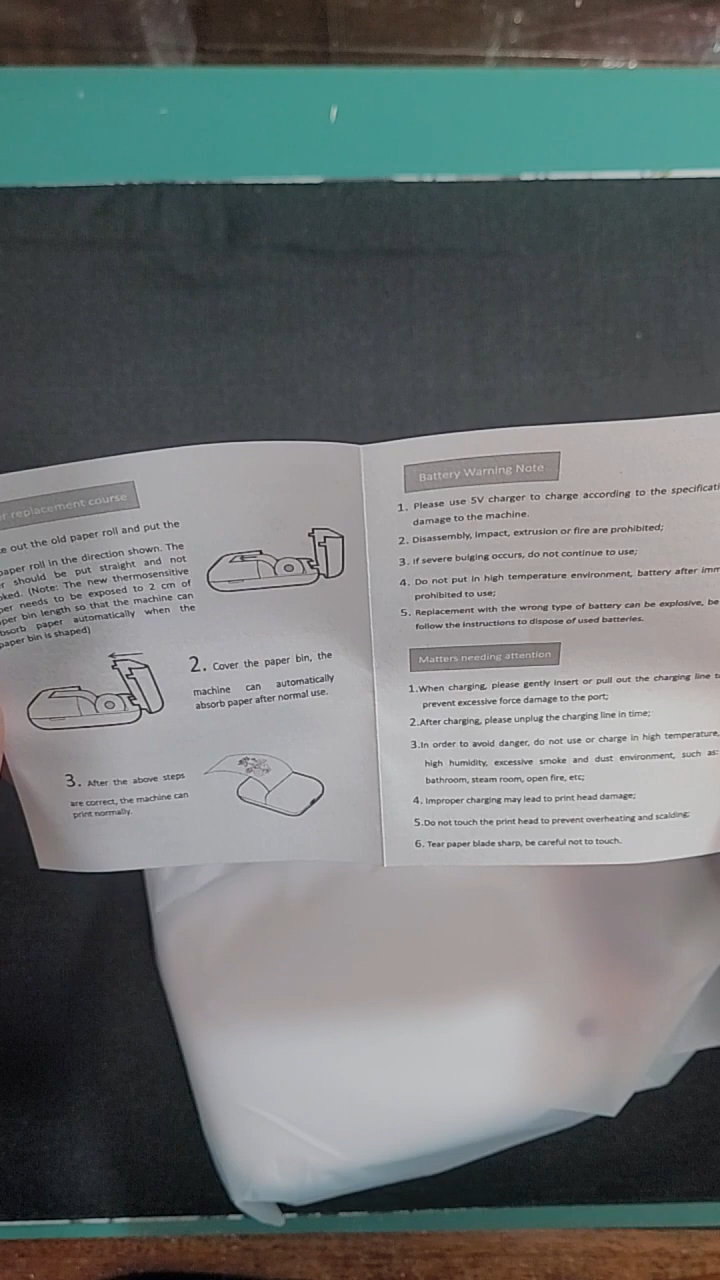 replacement course
out the old paper roll and put the
paper roll in the direction shown. The
should be put straight and not
(Note: The new thermosensitive
needs to be exposed to 2 cm of
bin length so that the machine can
paper automatically when the
paper bin is shaped)
2. Cover the paper bin, the
machine can automatically
absorb paper after normal use.
3. After the above steps
are correct, the machine can
print normally.
Battery Warning Note
1. Please use 5V charger to charge according to the
damage to the machine.
2. Disassembly, impact, extrusion or fire are prohibited;
3. If severe bulging occurs, do not continue to use;
4. Do not put in high temperature environment, battery after
prohibited to use;
5. Replacement with the wrong type of battery can be explosive, be
follow the instructions to dispose of used batteries.
Matters needing attention
1.When charging, please gently insert or pull out the charging line
prevent excessive force damage to the port;
2.After charging, please unplug the charging line in time;
3.In order to avoid danger, do not use or charge in high temperature,
high humidity, excessive smoke and dust environment, such as:
bathroom, steam room, open fire, etc;
4. Improper charging may lead to print head damage;
5.Do not touch the print head to prevent overheating and scalding;
6. Tear paper blade sharp, be careful not to touch.